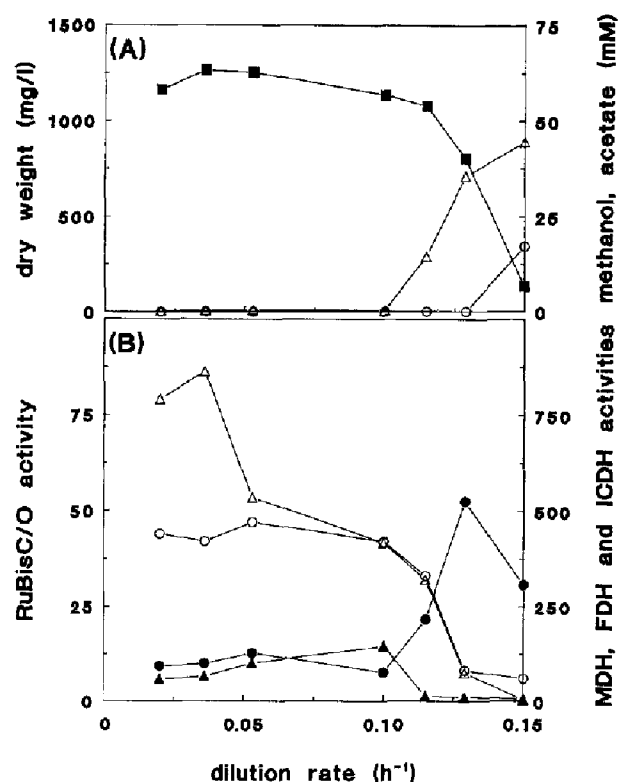 (A)
1500
1000
500
0
dry weight (mg/l)
75
50
25
0
methanol, acetate (mM)
(B)
75
50
25
0
RuBisC/O activity
750
500
250
0
MDH, FDH and ICDH activities
0 0.05 0.10 0.15
dilution rate (h⁻¹)